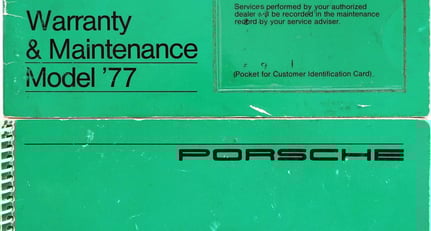 Warranty
& Maintenance
Model '77
Services performed by your authorized
dealer will be recorded in the maintenance
record by your service adviser.
(Pocket for Customer Identification Card)
PORSCHE